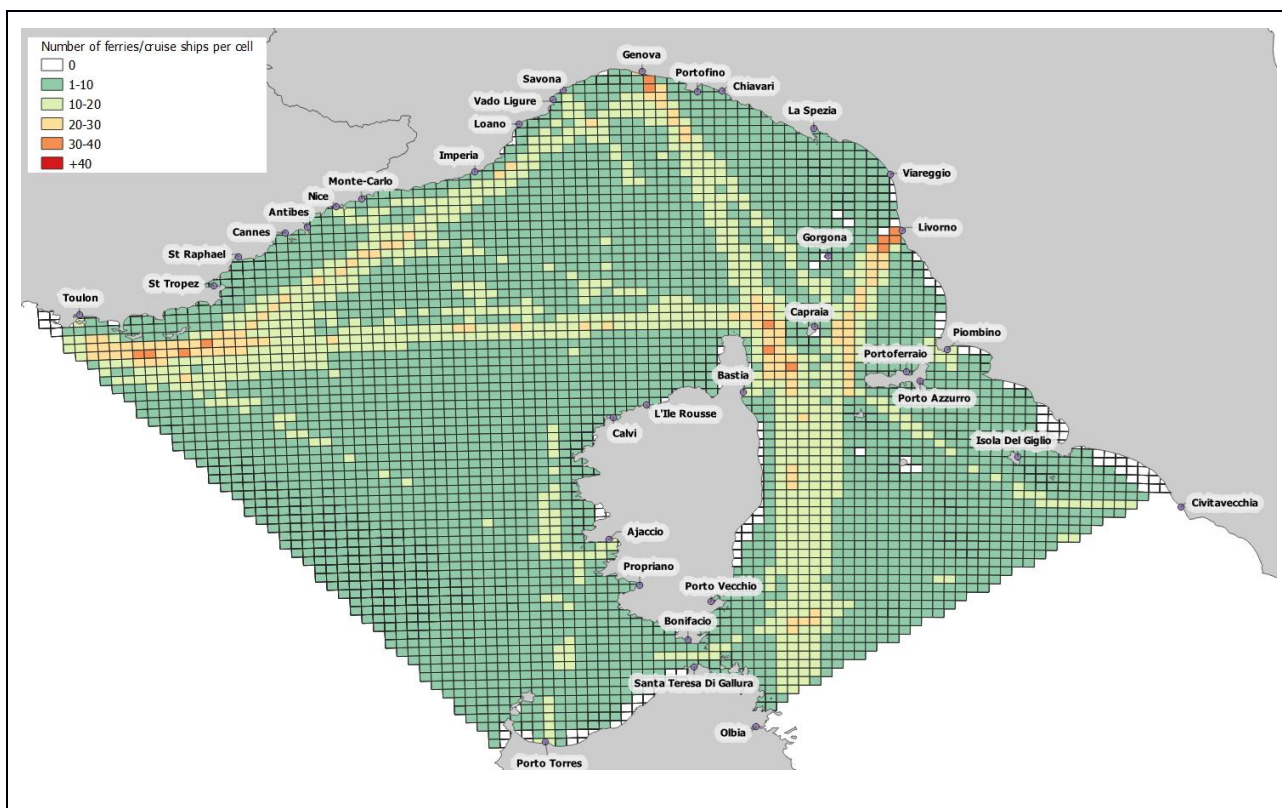 Number of ferries/cruise ships per cell
0
1-10
10-20
20-30
30-40
+40
Genova
Savona
Portofino
Chiavari
Vado Ligure
La Spezia
Loano
Imperia
Viareggio
Monte-Carlo
Nice
Antibes
Livorno
Cannes
Gorgona
St Raphael
St Tropez
Toulon
Capraia
Piombino
Portoferraio
Bastia
Porto Azzurro
L'Ile Rousse
Calvi
Isola Del Giglio
Civitavecchia
Ajaccio
Propriano
Porto Vecchio
Bonifacio
Santa Teresa Di Gallura
Olbia
Porto Torres